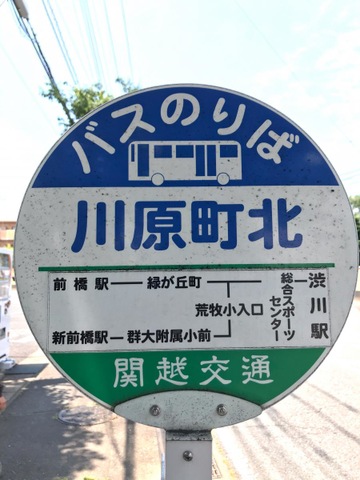 バスのりば
川原町北
前橋駅 ― 緑が丘町
荒牧小入口
新前橋駅 ― 群大附属小前
総合スポーツセンター
渋川駅
関越交通